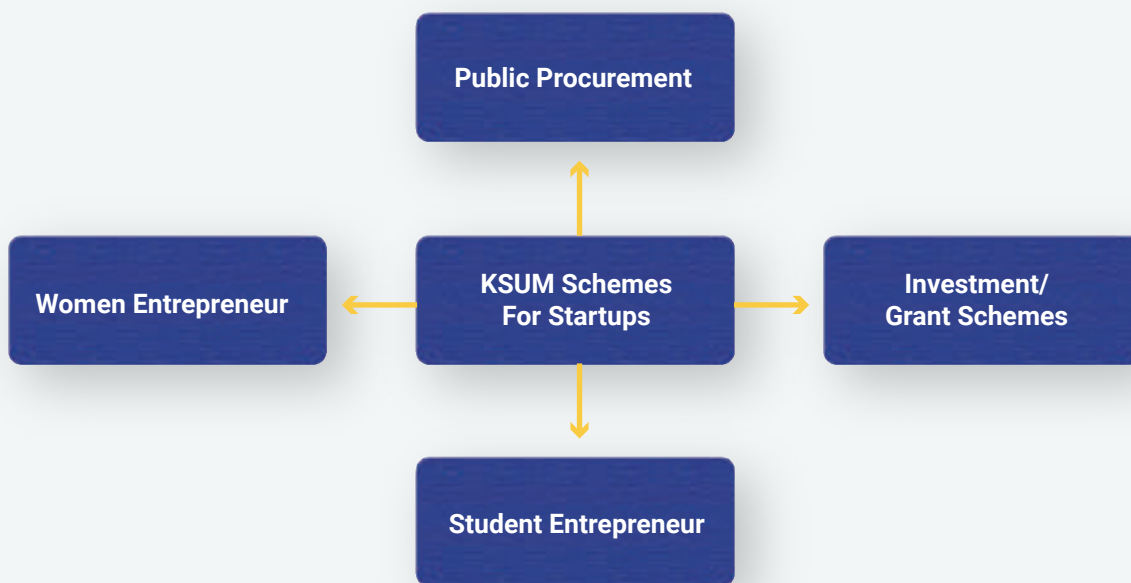 Public Procurement
Women Entrepreneur
KSUM Schemes
For Startups
Investment/
Grant Schemes
Student Entrepreneur